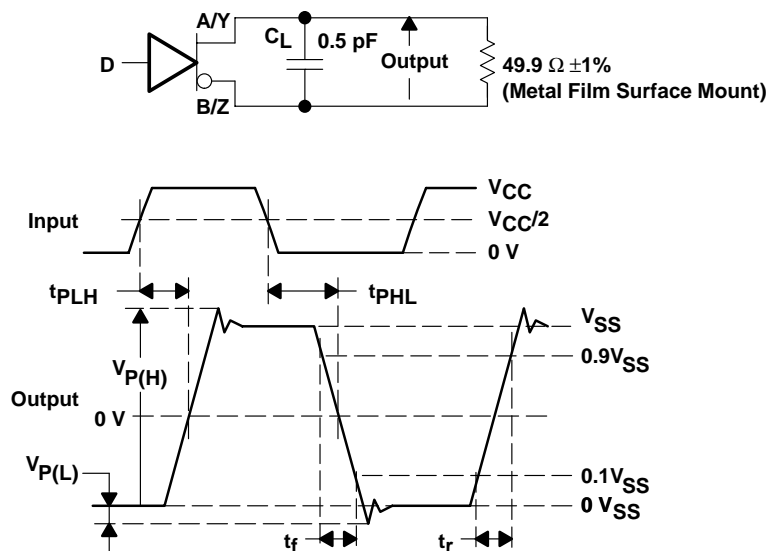 A/Y
D
B/Z
CL 0.5 pF
Output
49.9 Ω ±1%
(Metal Film Surface Mount)
Input
VCC
VCC/2
0 V
tPLH
tPHL
VP(H)
Output
0 V
VP(L)
VSS
0.9VSS
0.1VSS
0 VSS
tf
tr